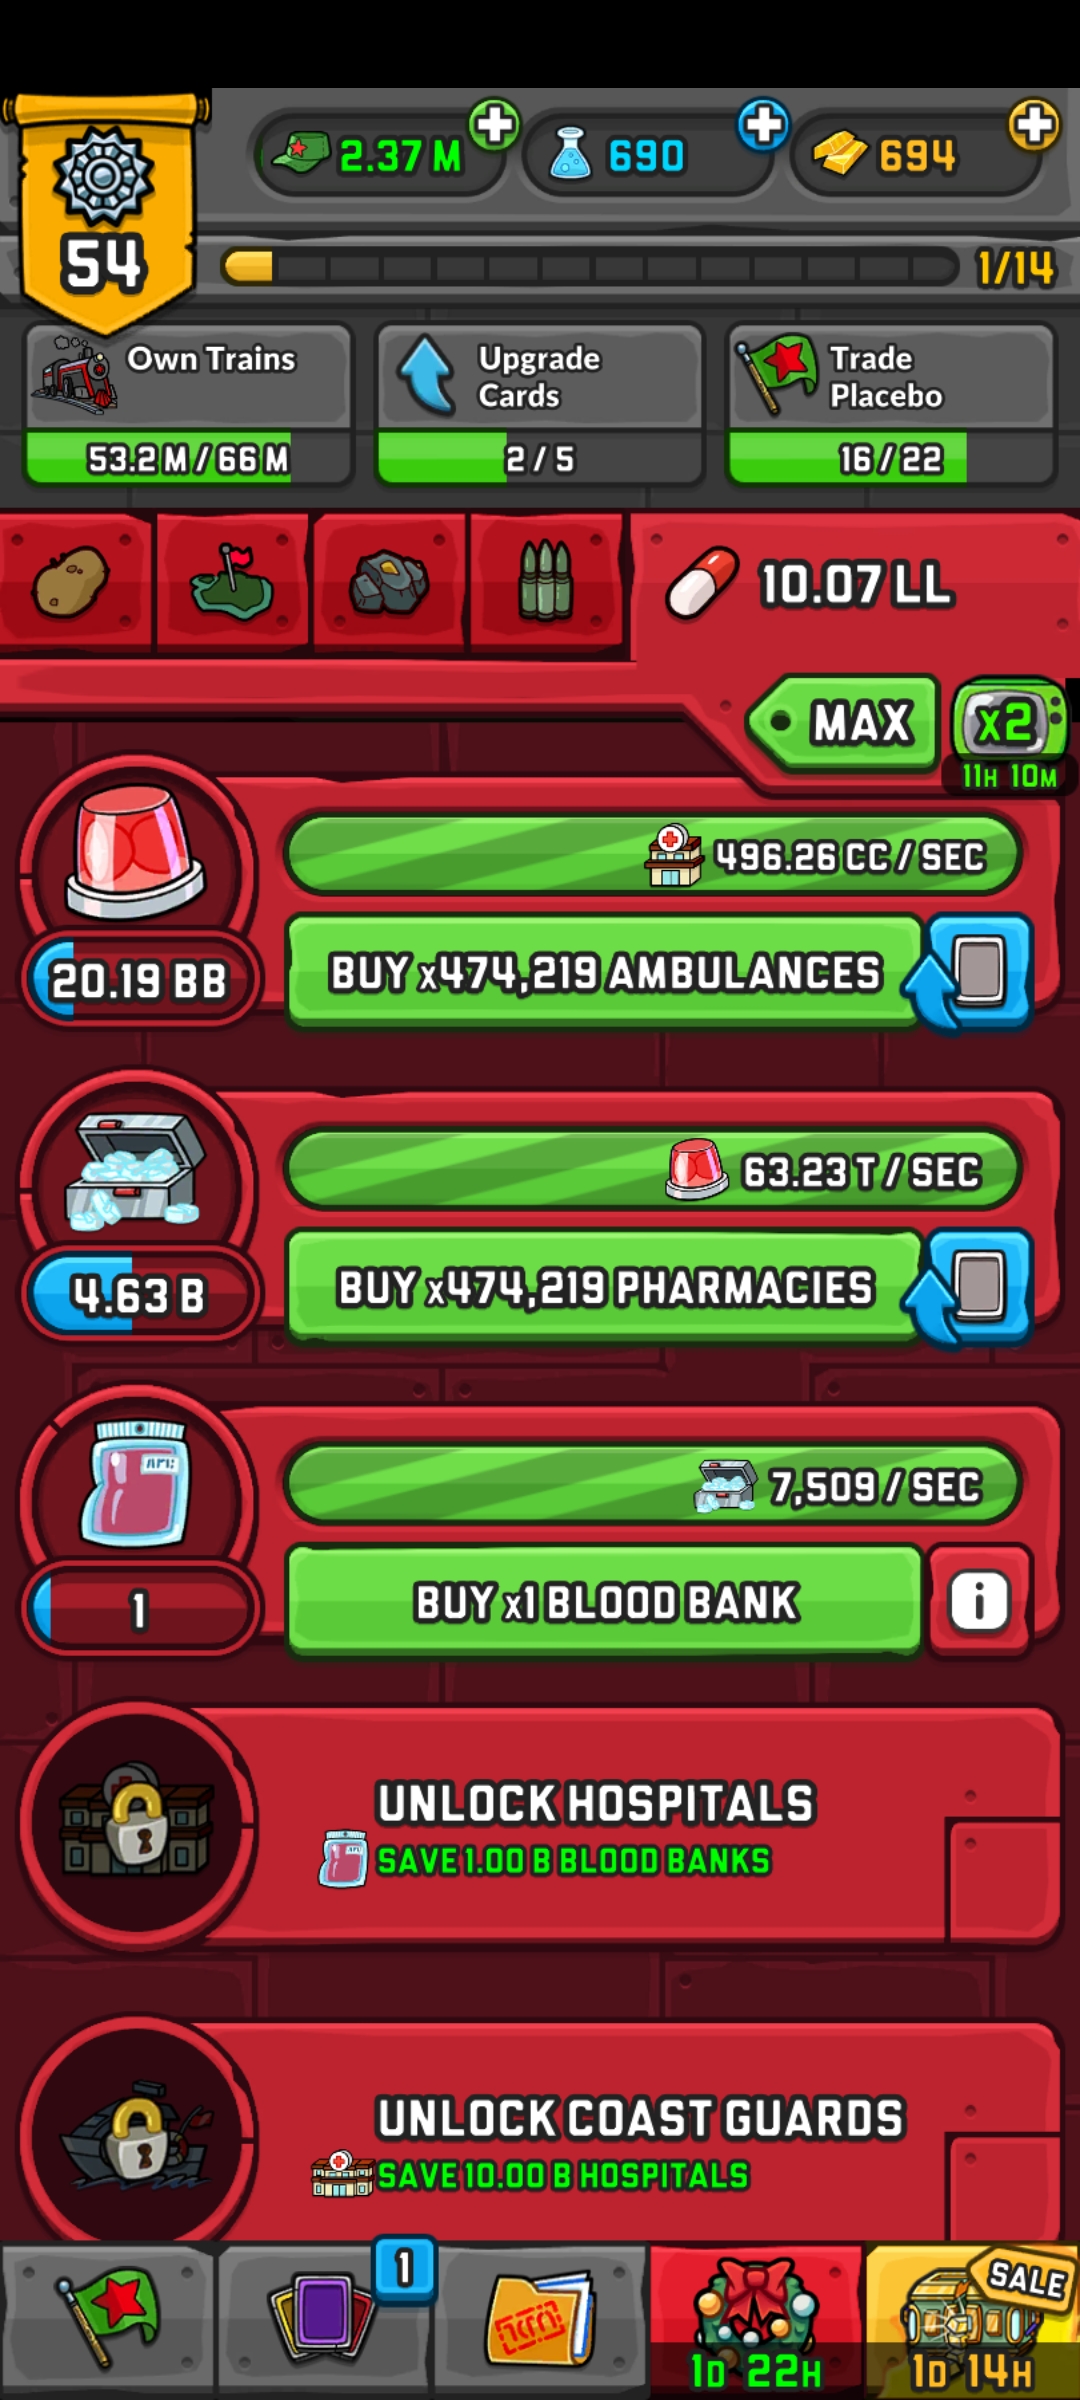 54
2.37 M
690
694
1/14
Own Trains
53.2 M / 66 M
Upgrade
Cards
2 / 5
Trade
Placebo
16 / 22
10.07 LL
MAX
x2
11H 10M
496.26 CC / SEC
20.19 BB
BUY x474,219 AMBULANCES
63.23 T / SEC
4.63 B
BUY x474,219 PHARMACIES
7,509 / SEC
1
BUY x1 BLOOD BANK
i
UNLOCK HOSPITALS
SAVE 1.00 B BLOOD BANKS
UNLOCK COAST GUARDS
SAVE 10.00 B HOSPITALS
1
SALE
1D 22H
1D 14H